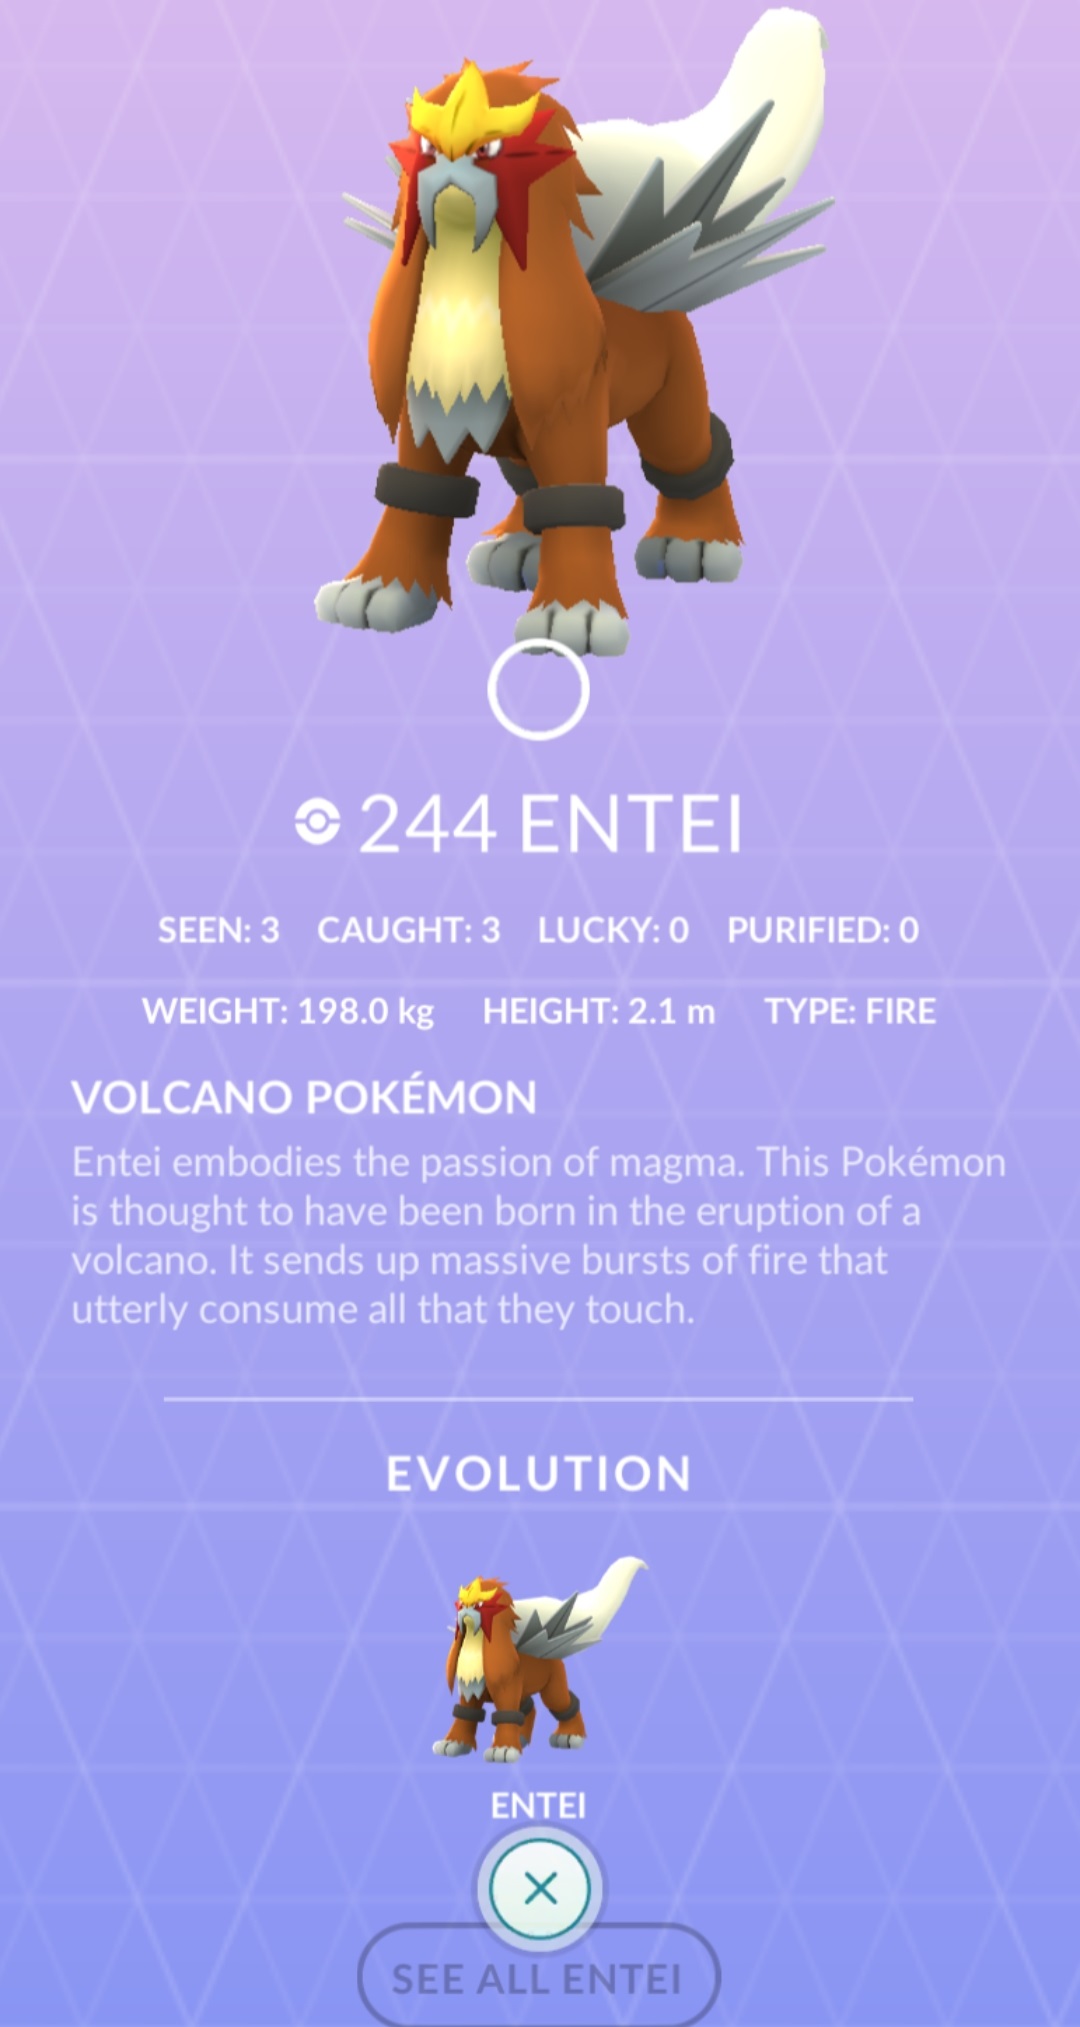 244 ENTEI
SEEN: 3 CAUGHT: 3 LUCKY: 0 PURIFIED: 0
WEIGHT: 198.0 kg HEIGHT: 2.1 m TYPE: FIRE
VOLCANO POKÉMON
Entei embodies the passion of magma. This Pokémon
is thought to have been born in the eruption of a
volcano. It sends up massive bursts of fire that
utterly consume all that they touch.
EVOLUTION
ENTEI
SEE ALL ENTEI